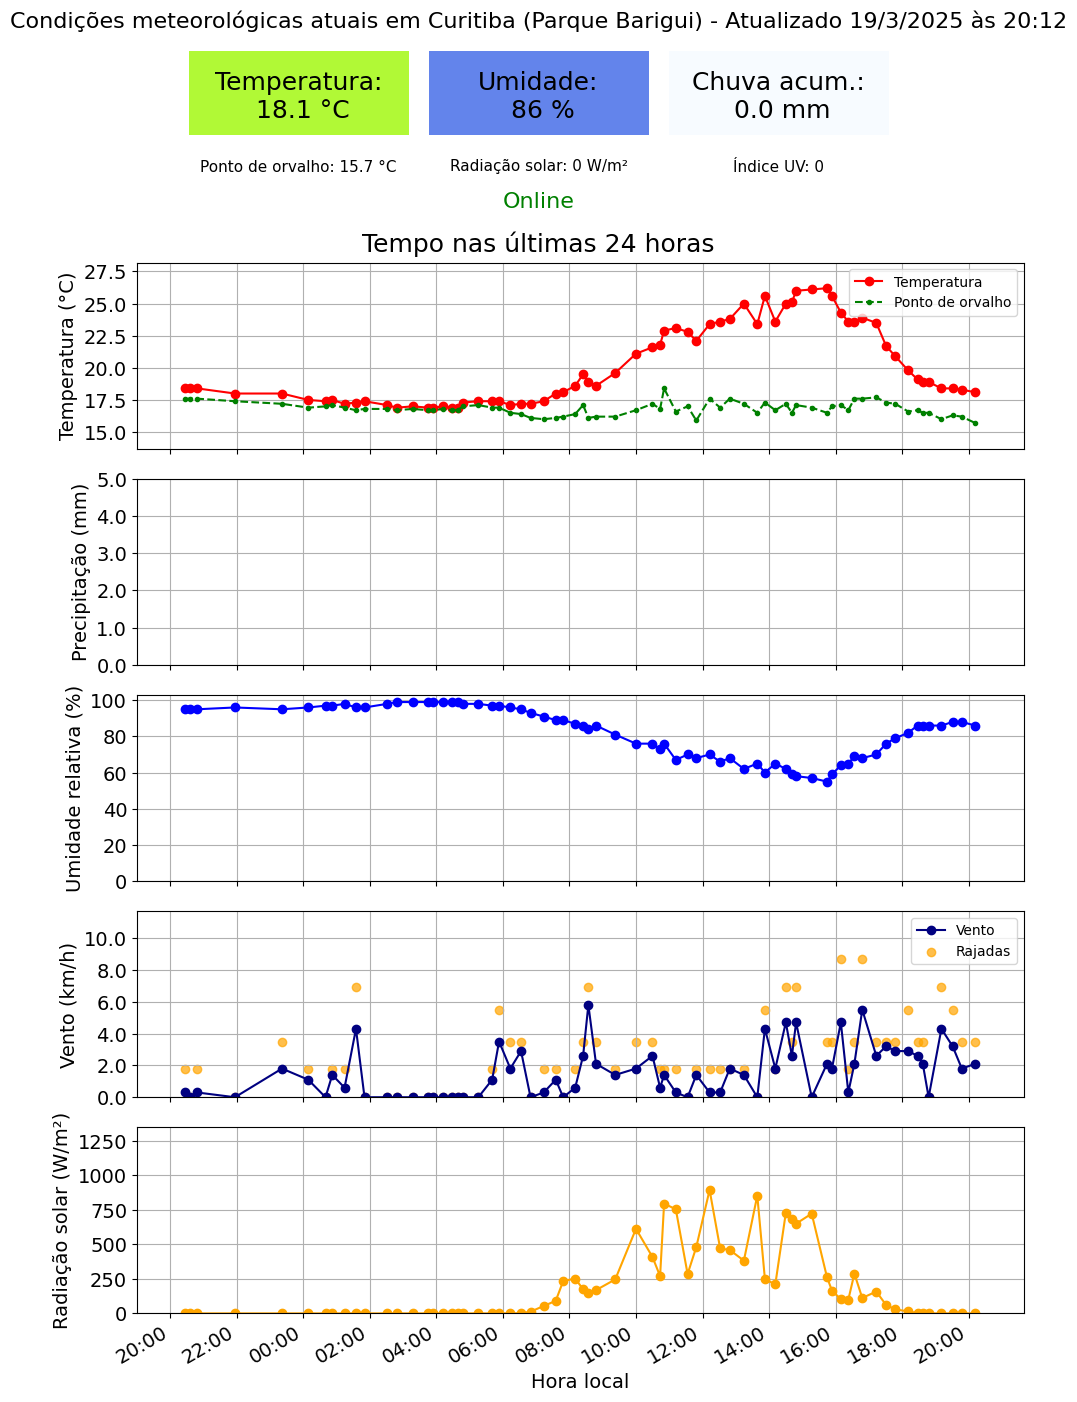 Condições meteorológicas atuais em Curitiba (Parque Barigui) - Atualizado 19/3/2025 às 20:12
Temperatura:
18.1 °C
Umidade:
86 %
Chuva acum.:
0.0 mm
Ponto de orvalho: 15.7 °C
Radiação solar: 0 W/m²
Índice UV: 0
Online
Tempo nas últimas 24 horas
Temperatura (°C)
27.5
25.0
22.5
20.0
17.5
15.0
Temperatura
Ponto de orvalho
Precipitação (mm)
5.0
4.0
3.0
2.0
1.0
0.0
Umidade relativa (%)
100
80
60
40
20
0
Vento (km/h)
10.0
8.0
6.0
4.0
2.0
0.0
Vento
Rajadas
Radiação solar (W/m²)
1250
1000
750
500
250
0
20:00
22:00
00:00
02:00
04:00
06:00
08:00
10:00
12:00
14:00
16:00
18:00
20:00
Hora local